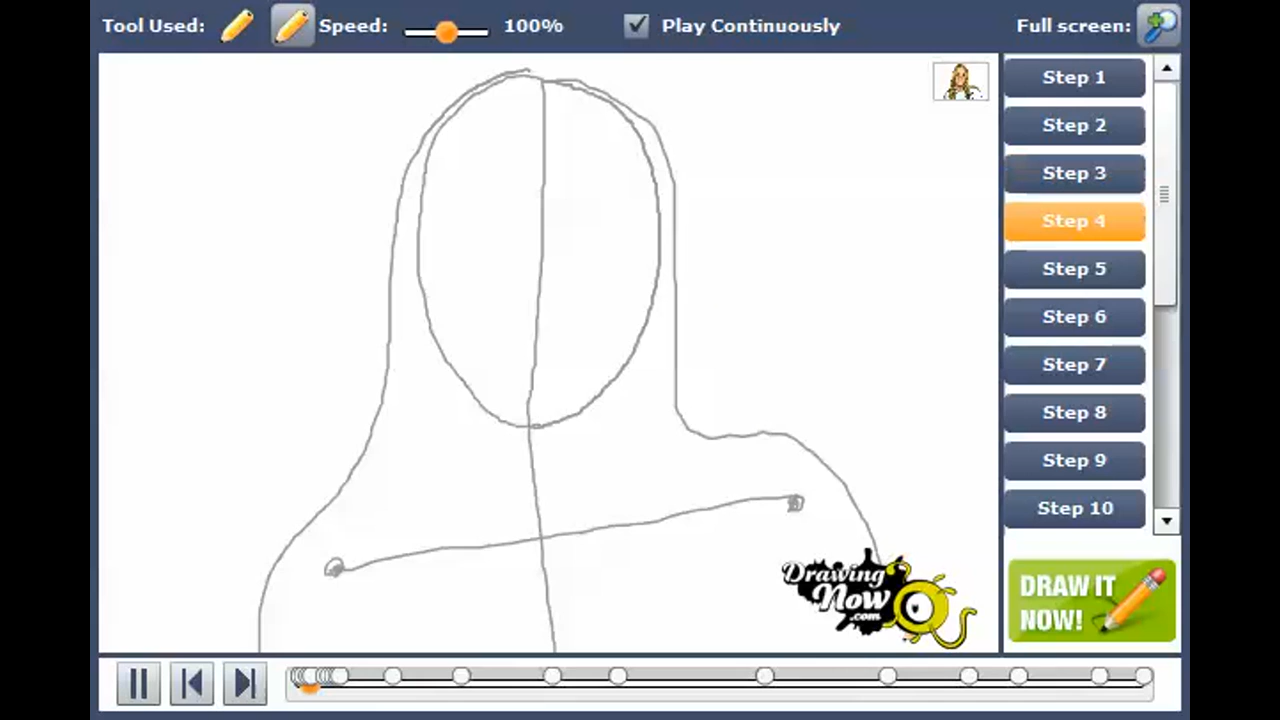 Tool Used:
Speed:
100%
Play Continuously
Full screen:
Step 1
Step 2
Step 3
Step 4
Step 5
Step 6
Step 7
Step 8
Step 9
Step 10
Drawing
Now
.com
DRAW IT
NOW!